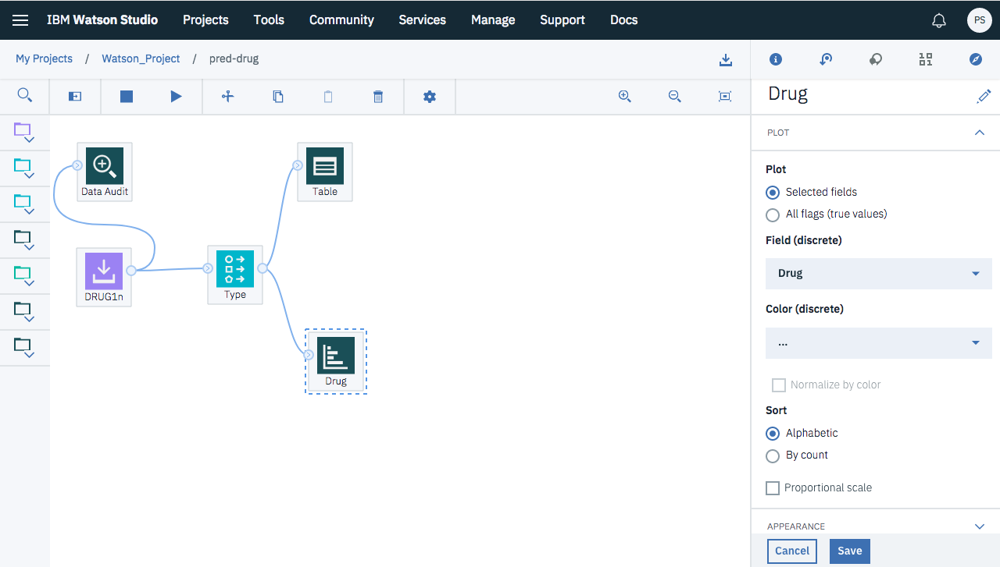 IBM Watson Studio Projects Tools Community Services Manage Support Docs PS
My Projects / Watson_Project / pred-drug
Drug
PLOT
Plot
Selected fields
All flags (true values)
Field (discrete)
Drug
Color (discrete)
...
Normalize by color
Sort
Alphabetic
By count
Proportional scale
APPEARANCE
Cancel Save
Data Audit
Table
DRUG1n
Type
Drug